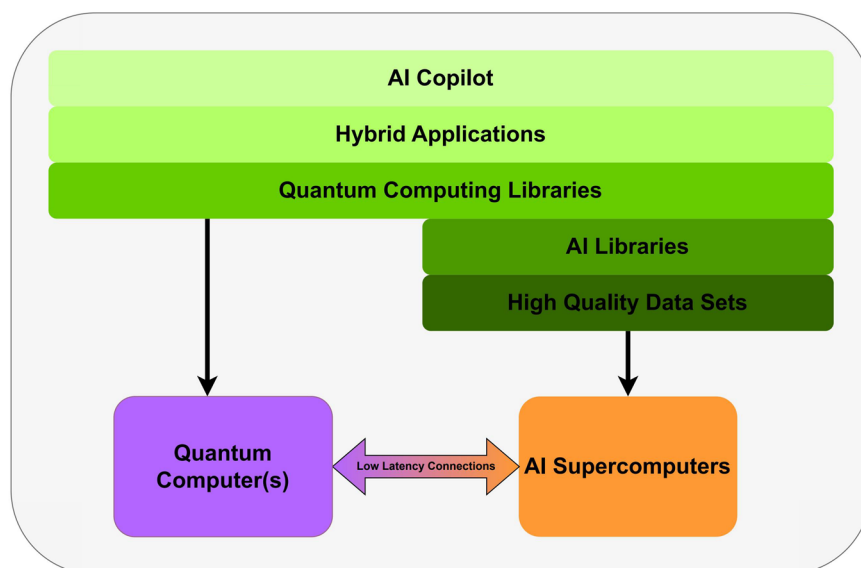 AI Copilot
Hybrid Applications
Quantum Computing Libraries
AI Libraries
High Quality Data Sets
Quantum
Computer(s)
Low Latency Connections
AI Supercomputers